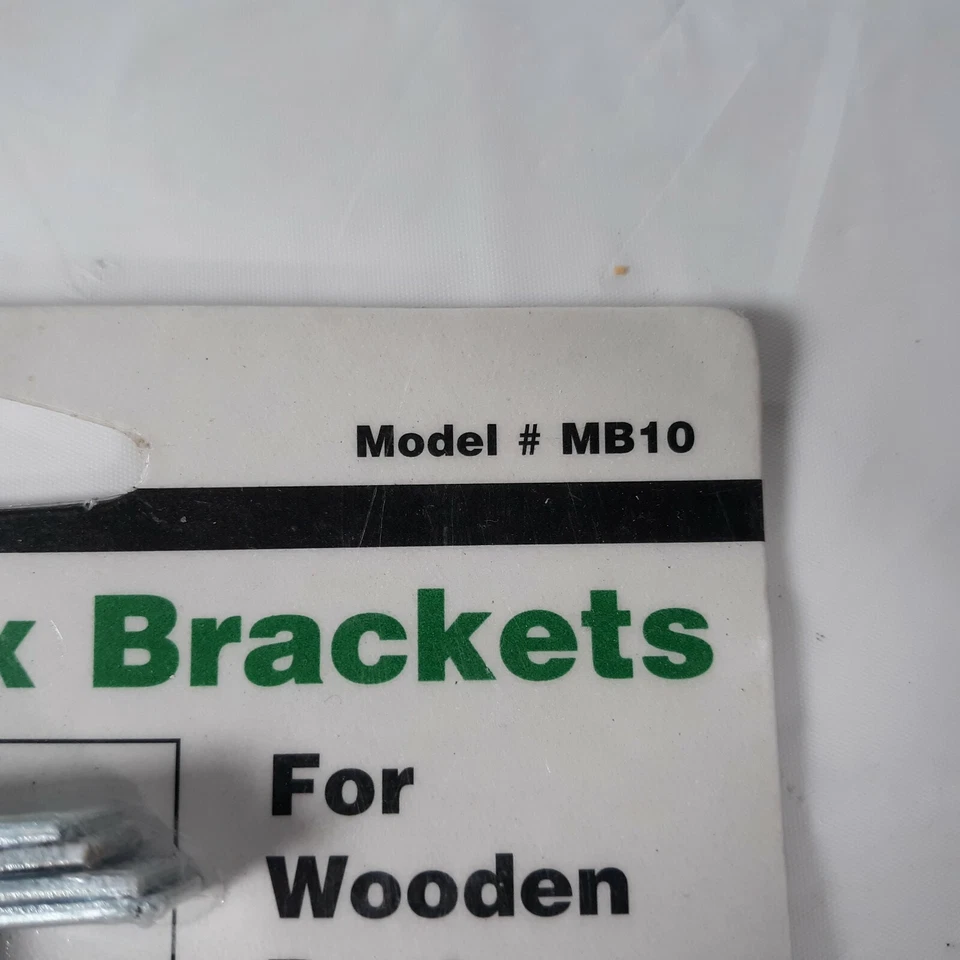 Model # MB10
x Brackets
For
Wooden